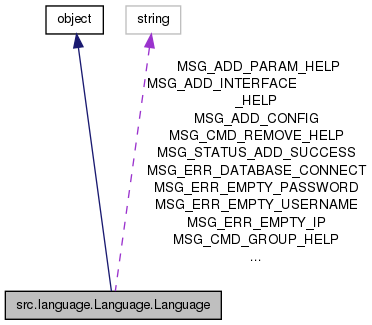 object
string
MSG_ADD_PARAM_HELP
MSG_ADD_INTERFACE
_HELP
MSG_ADD_CONFIG
MSG_CMD_REMOVE_HELP
MSG_STATUS_ADD_SUCCESS
MSG_ERR_DATABASE_CONNECT
MSG_ERR_EMPTY_PASSWORD
MSG_ERR_EMPTY_USERNAME
MSG_ERR_EMPTY_IP
MSG_CMD_GROUP_HELP
...
src.language.Language.Language